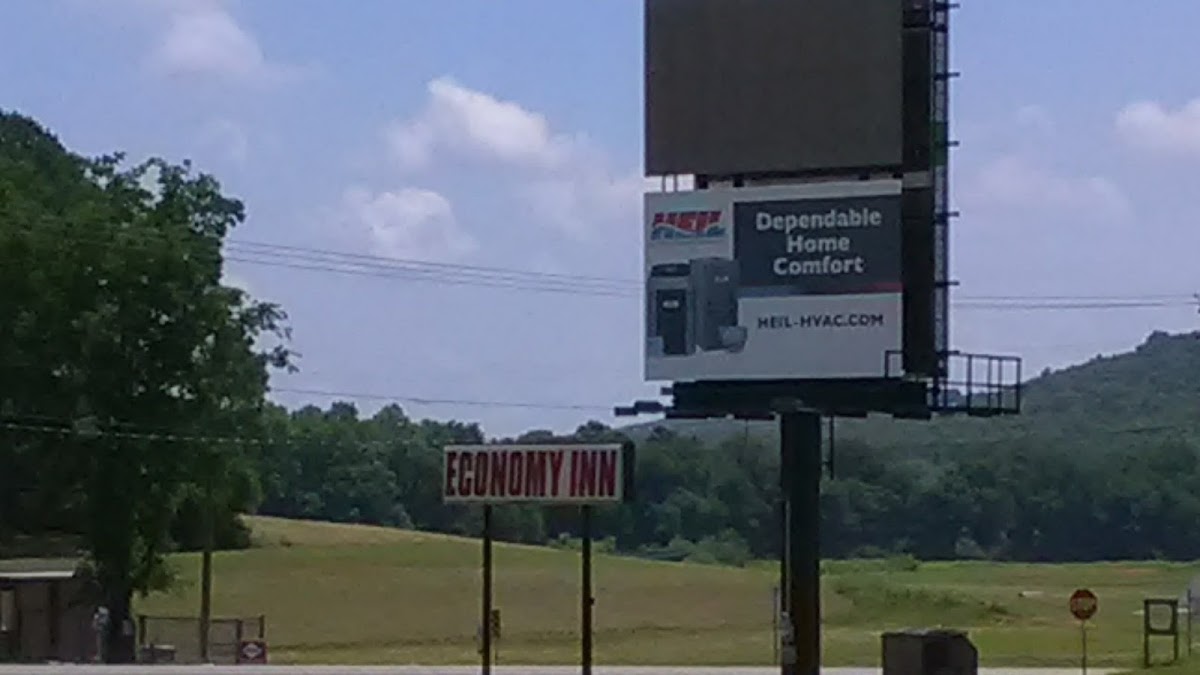 HEIL
Dependable
Home
Comfort
HEIL-HVAC.COM
ECONOMY INN